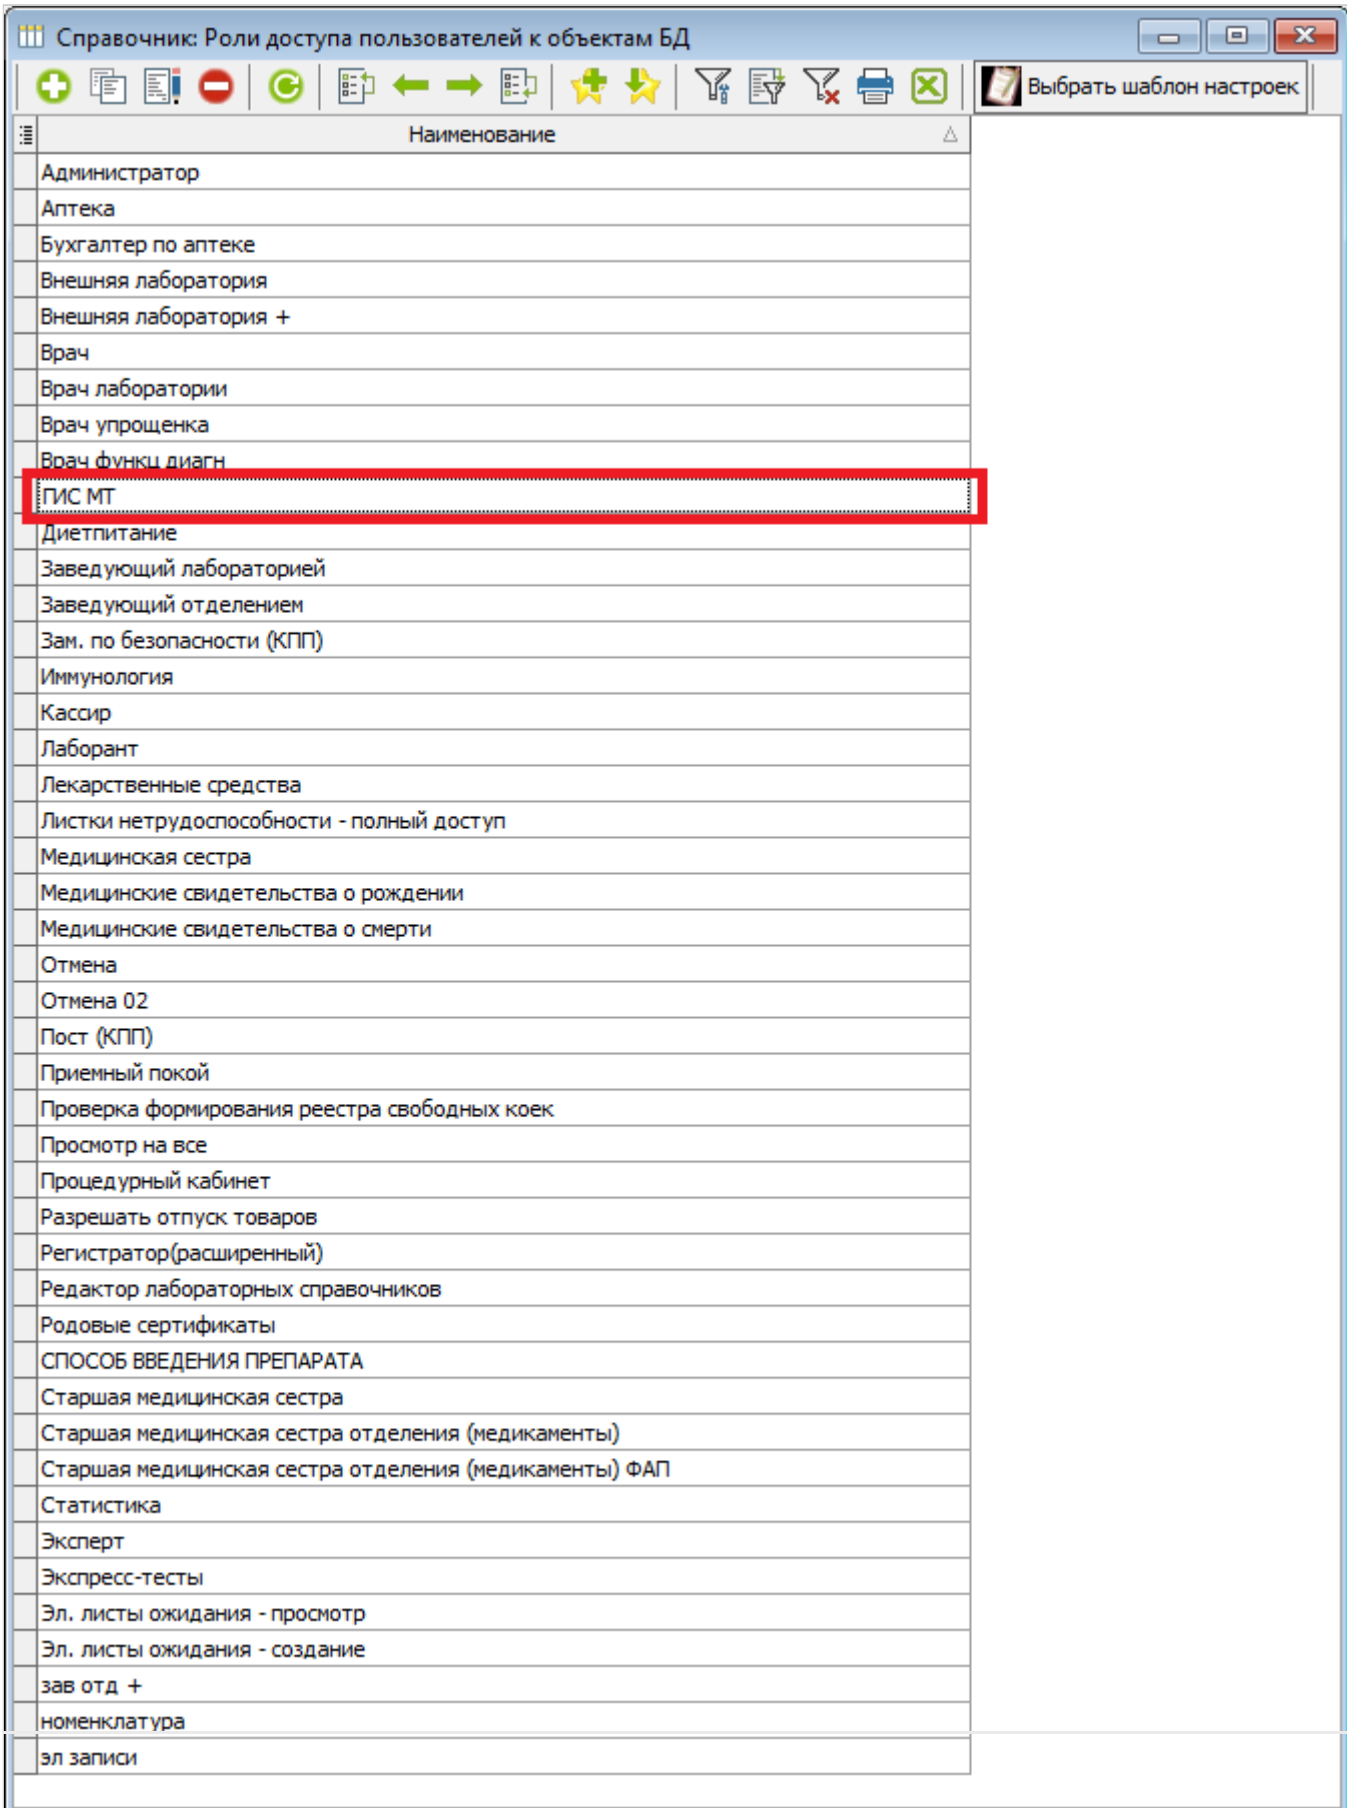 Справочник: Роли доступа пользователей к объектам БД
Выбрать шаблон настроек
Наименование
Администратор
Аптека
Бухгалтер по аптеке
Внешняя лаборатория
Внешняя лаборатория +
Врач
Врач лаборатории
Врач упрощенка
Врач функц диагн
ГИС МТ
Диетпитание
Заведующий лабораторией
Заведующий отделением
Зам. по безопасности (КПП)
Иммунология
Кассир
Лаборант
Лекарственные средства
Листки нетрудоспособности - полный доступ
Медицинская сестра
Медицинские свидетельства о рождении
Медицинские свидетельства о смерти
Отмена
Отмена 02
Пост (КПП)
Приемный покой
Проверка формирования реестра свободных коек
Просмотр на все
Процедурный кабинет
Разрешать отпуск товаров
Регистратор(расширенный)
Редактор лабораторных справочников
Родовые сертификаты
СПОСОБ ВВЕДЕНИЯ ПРЕПАРАТА
Старшая медицинская сестра
Старшая медицинская сестра отделения (медикаменты)
Старшая медицинская сестра отделения (медикаменты) ФАП
Статистика
Эксперт
Экспресс-тесты
Эл. листы ожидания - просмотр
Эл. листы ожидания - создание
зав отд +
номенклатура
эл записи